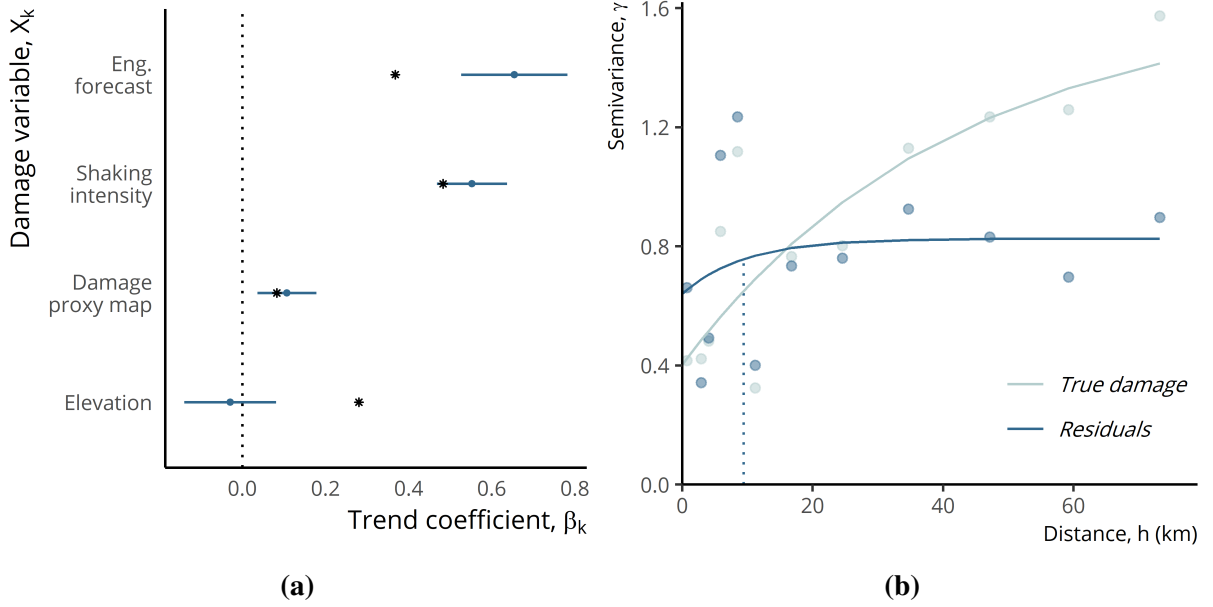 Damage variable, Xk
Eng.
forecast
Shaking
intensity
Damage
proxy map
Elevation
0.0 0.2 0.4 0.6 0.8
Trend coefficient, βk
(a)
Semivariance, γ
1.6
1.2
0.8
0.4
0.0
True damage
Residuals
0 20 40 60
Distance, h (km)
(b)